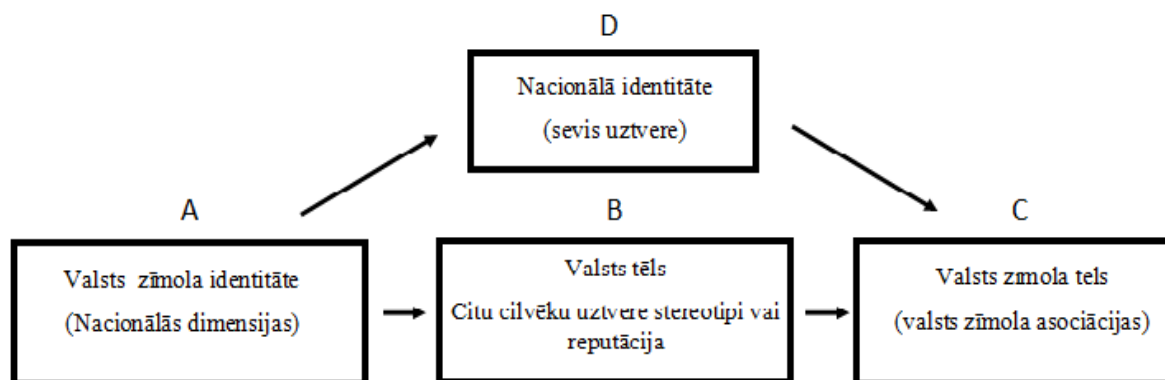 D
Nacionālā identitāte
(sevis uztvere)
A
B
C
Valsts zīmola identitāte
(Nacionālās dimensijas)
Valsts tēls
Citu cilvēku uztvere stereotipi vai
reputācija
Valsts zīmola tels
(valsts zīmola asociācijas)